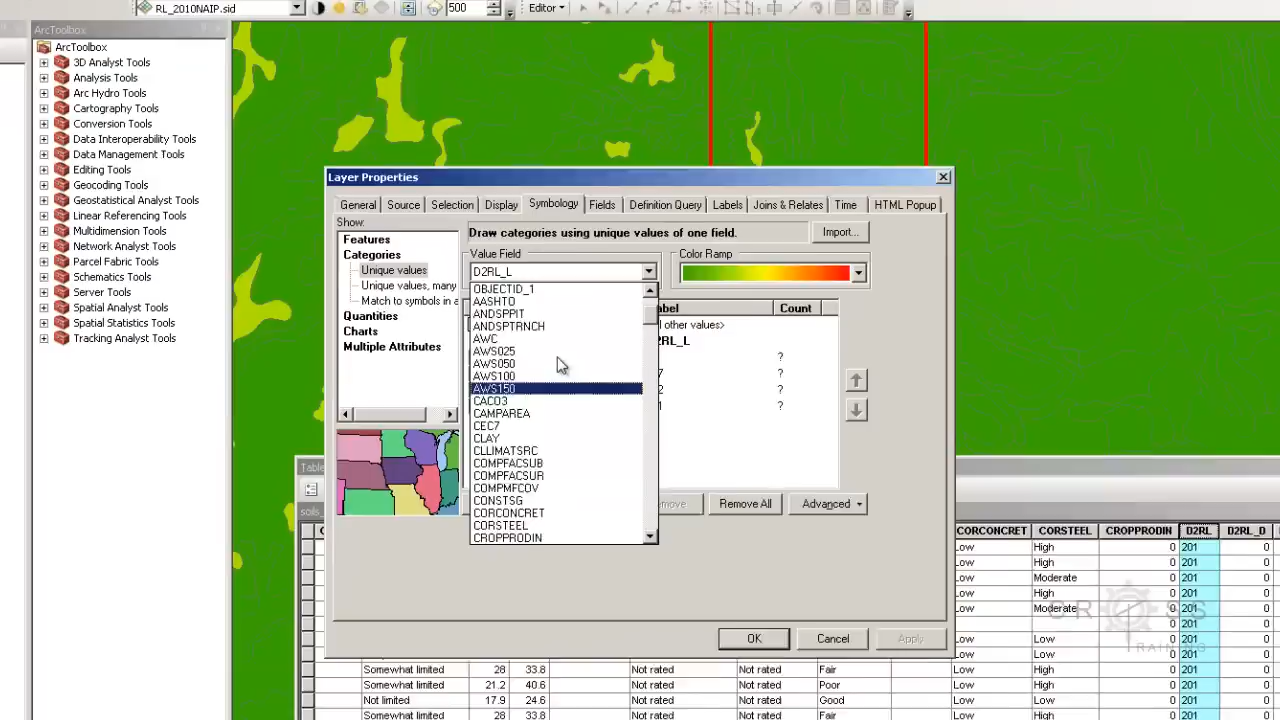 RL_2010NAIP.sid
500
Editor
ArcToolbox
ArcToolbox
3D Analyst Tools
Analysis Tools
Arc Hydro Tools
Cartography Tools
Conversion Tools
Data Interoperability Tools
Data Management Tools
Editing Tools
Geocoding Tools
Geostatistical Analyst Tools
Linear Referencing Tools
Multidimension Tools
Network Analyst Tools
Parcel Fabric Tools
Schematics Tools
Server Tools
Spatial Analyst Tools
Spatial Statistics Tools
Tracking Analyst Tools
Layer Properties
General Source Selection Display Symbology Fields Definition Query Labels Joins & Relates Time HTML Popup
Show:
Features
Categories
Unique values
Unique values, many
Match to symbols in a
Quantities
Charts
Multiple Attributes
Draw categories using unique values of one field.
Import...
Value Field
Color Ramp
D2RL_L
OBJECTID_1
AASHTO
ANDSPPIT
ANDSPTRNCH
AWC
AWS025
AWS050
AWS100
AWS150
CACO3
CAMPAREA
CEC7
CLAY
CLLIMATSRC
COMPFACSUB
COMPFACSUR
COMPMFCOV
CONSTSG
CORCONCRET
CORSTEEL
CROPPRODIN
abel Count
l other values>
2RL_L
?
7 ?
2 ?
1 ?
emove Remove All Advanced
OK Cancel Apply
Table
soils_
CORCONCRET CORSTEEL CROPPRODIN D2RL D2RL_D
Low High 0 201 0
Low High 0 201 0
Low Moderate 0 201 0
Low High 0 201 0
Low Moderate 0 201 0
0 201 0
Low Low 0 201 0
Low Low 0 201 0
Somewhat limited 28 33.8 Not rated Not rated Fair Low High 0 201 0
Somewhat limited 21.2 40.6 Not rated Not rated Poor Low High 0 201 0
Not limited 17.9 24.6 Not rated Not rated Good Low Low 0 201 0
Somewhat limited 28 33.8 Not rated Not rated Fair Low High 0 201 0
CROSS
TRAINING